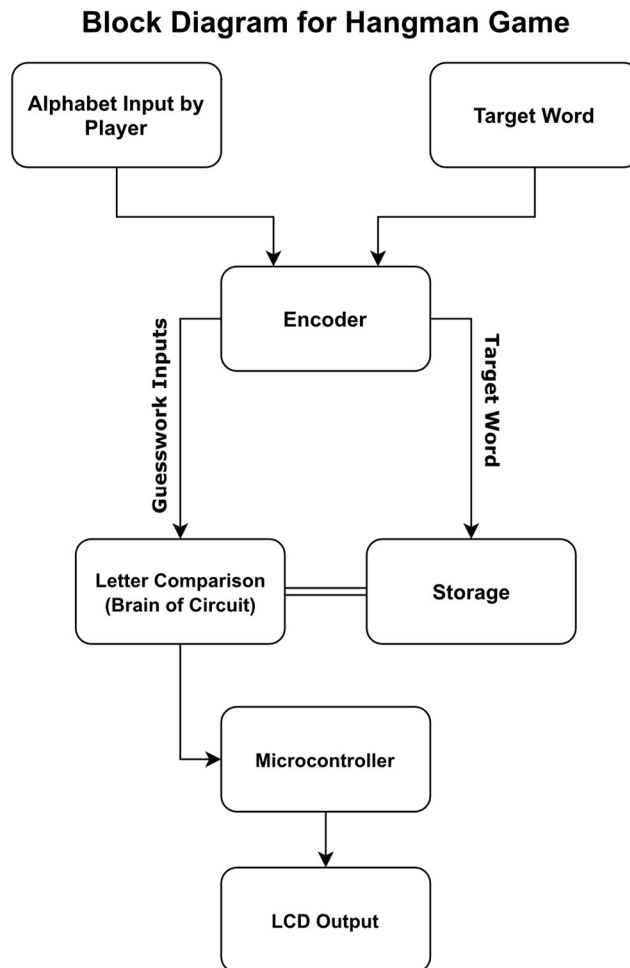 Block Diagram for Hangman Game
Alphabet Input by
Player
Target Word
Encoder
Guesswork Inputs
Target Word
Letter Comparison
(Brain of Circuit)
Storage
Microcontroller
LCD Output